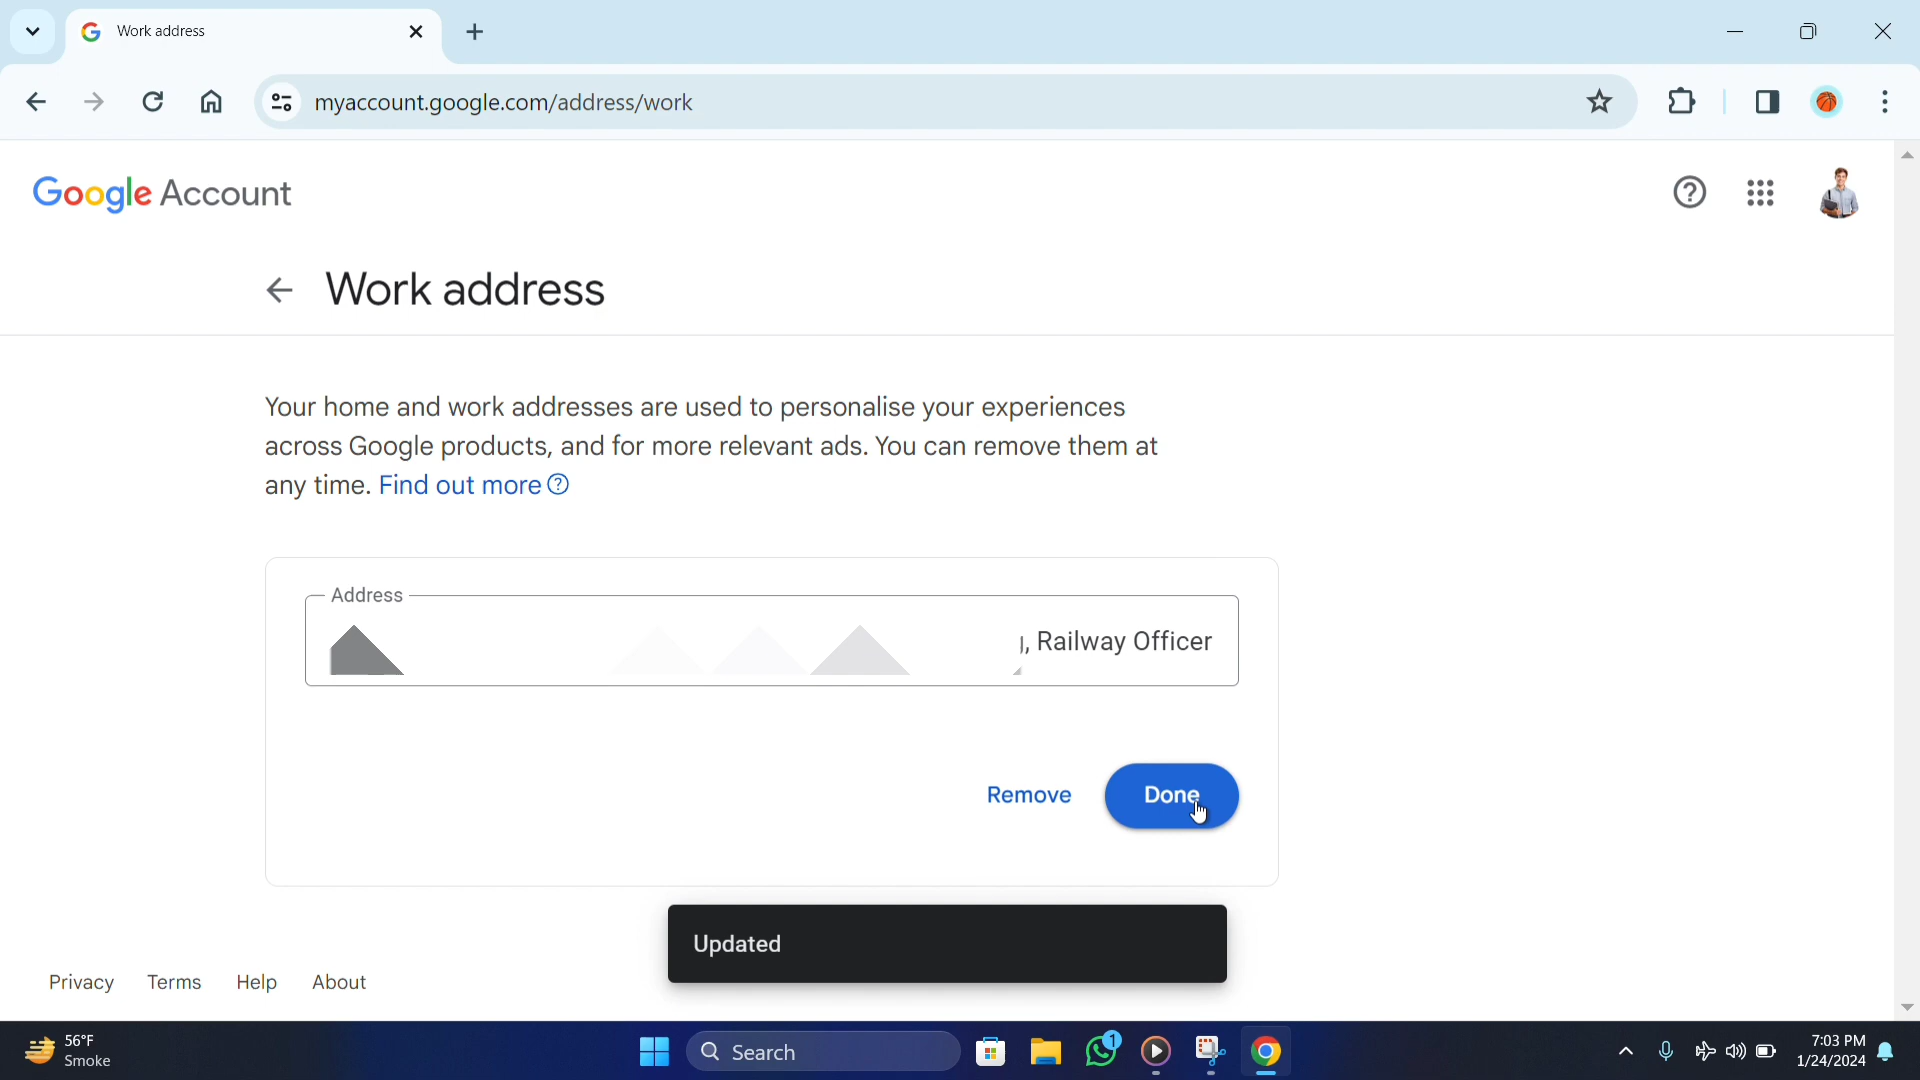 Work address
myaccount.google.com/address/work
Google Account
Work address
Your home and work addresses are used to personalise your experiences
across Google products, and for more relevant ads. You can remove them at
any time. Find out more
Address
, Railway Officer
Remove
Done
Updated
Privacy
Terms
Help
About
56°F
Smoke
Search
1
7:03 PM
1/24/2024